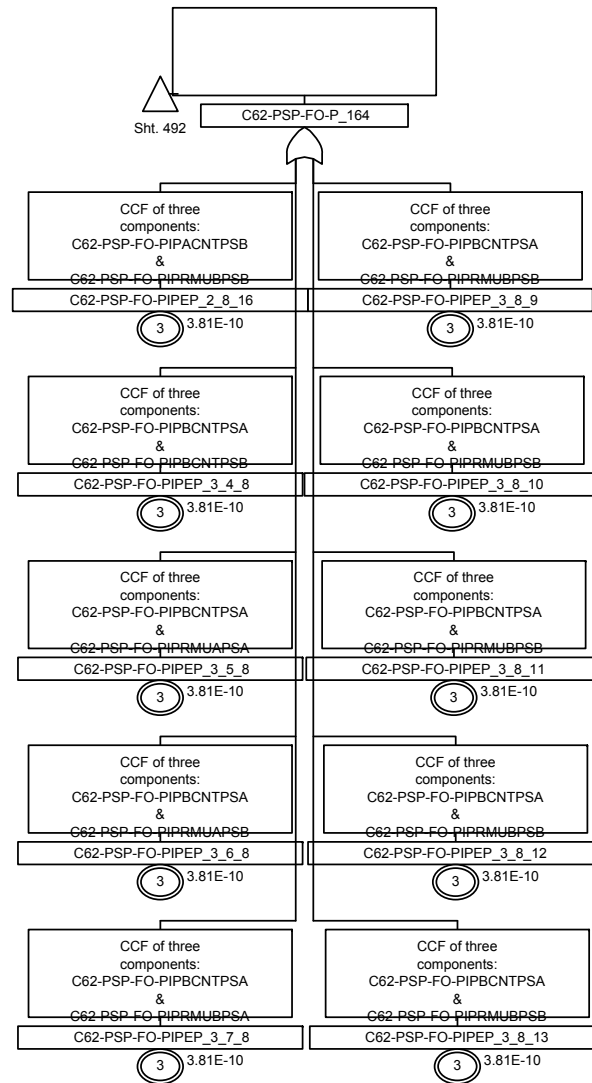 Sht. 492
C62-PSP-FO-P_164
CCF of three
components:
C62-PSP-FO-PIPACNTPSB
&
C62-PSP-FO-PIPRMUBPSB
C62-PSP-FO-PIPEP_2_8_16
3
3.81E-10
CCF of three
components:
C62-PSP-FO-PIPBCNTPSA
&
C62-PSP-FO-PIPRMUBPSB
C62-PSP-FO-PIPEP_3_8_9
3
3.81E-10
CCF of three
components:
C62-PSP-FO-PIPBCNTPSA
&
C62-PSP-FO-PIPBCNTPSB
C62-PSP-FO-PIPEP_3_4_8
3
3.81E-10
CCF of three
components:
C62-PSP-FO-PIPBCNTPSA
&
C62-PSP-FO-PIPRMUBPSB
C62-PSP-FO-PIPEP_3_8_10
3
3.81E-10
CCF of three
components:
C62-PSP-FO-PIPBCNTPSA
&
C62-PSP-FO-PIPRMUAPSA
C62-PSP-FO-PIPEP_3_5_8
3
3.81E-10
CCF of three
components:
C62-PSP-FO-PIPBCNTPSA
&
C62-PSP-FO-PIPRMUBPSB
C62-PSP-FO-PIPEP_3_8_11
3
3.81E-10
CCF of three
components:
C62-PSP-FO-PIPBCNTPSA
&
C62-PSP-FO-PIPRMUAPSB
C62-PSP-FO-PIPEP_3_6_8
3
3.81E-10
CCF of three
components:
C62-PSP-FO-PIPBCNTPSA
&
C62-PSP-FO-PIPRMUBPSB
C62-PSP-FO-PIPEP_3_8_12
3
3.81E-10
CCF of three
components:
C62-PSP-FO-PIPBCNTPSA
&
C62-PSP-FO-PIPRMUBPSA
C62-PSP-FO-PIPEP_3_7_8
3
3.81E-10
CCF of three
components:
C62-PSP-FO-PIPBCNTPSA
&
C62-PSP-FO-PIPRMUBPSB
C62-PSP-FO-PIPEP_3_8_13
3
3.81E-10